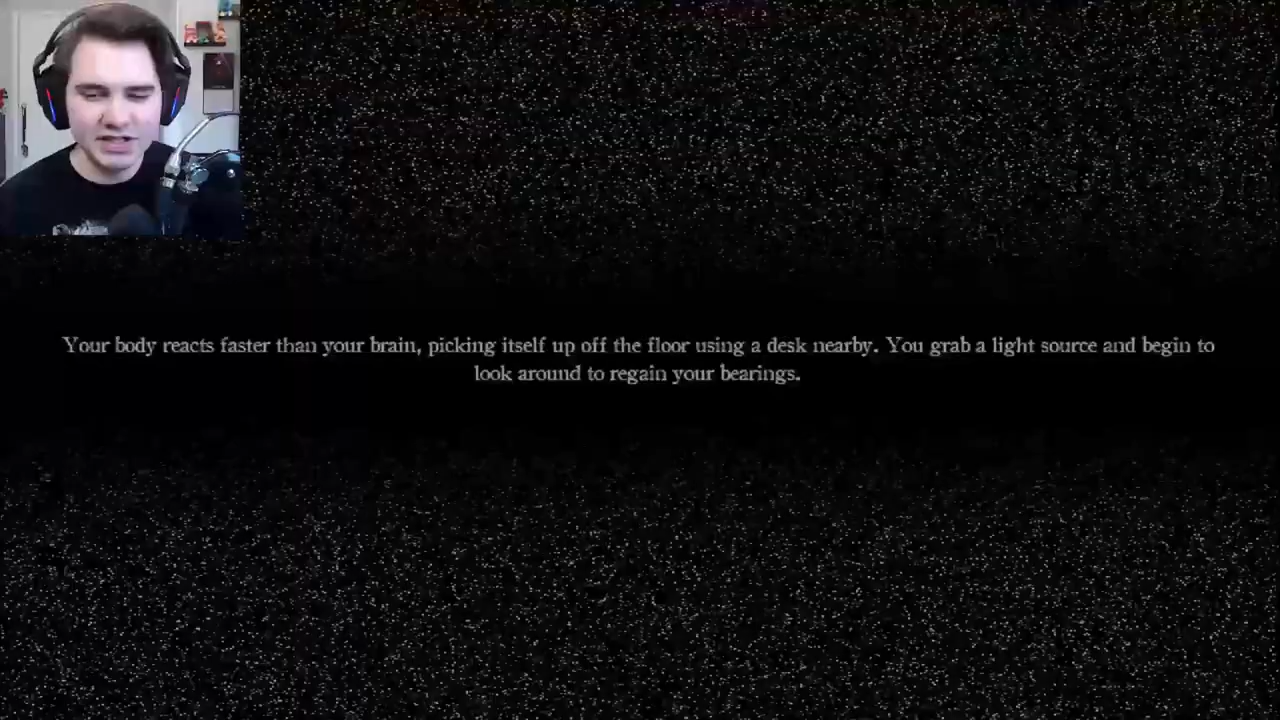 Your body reacts faster than your brain, picking itself up off the floor using a desk nearby. You grab a light source and begin to
look around to regain your bearings.